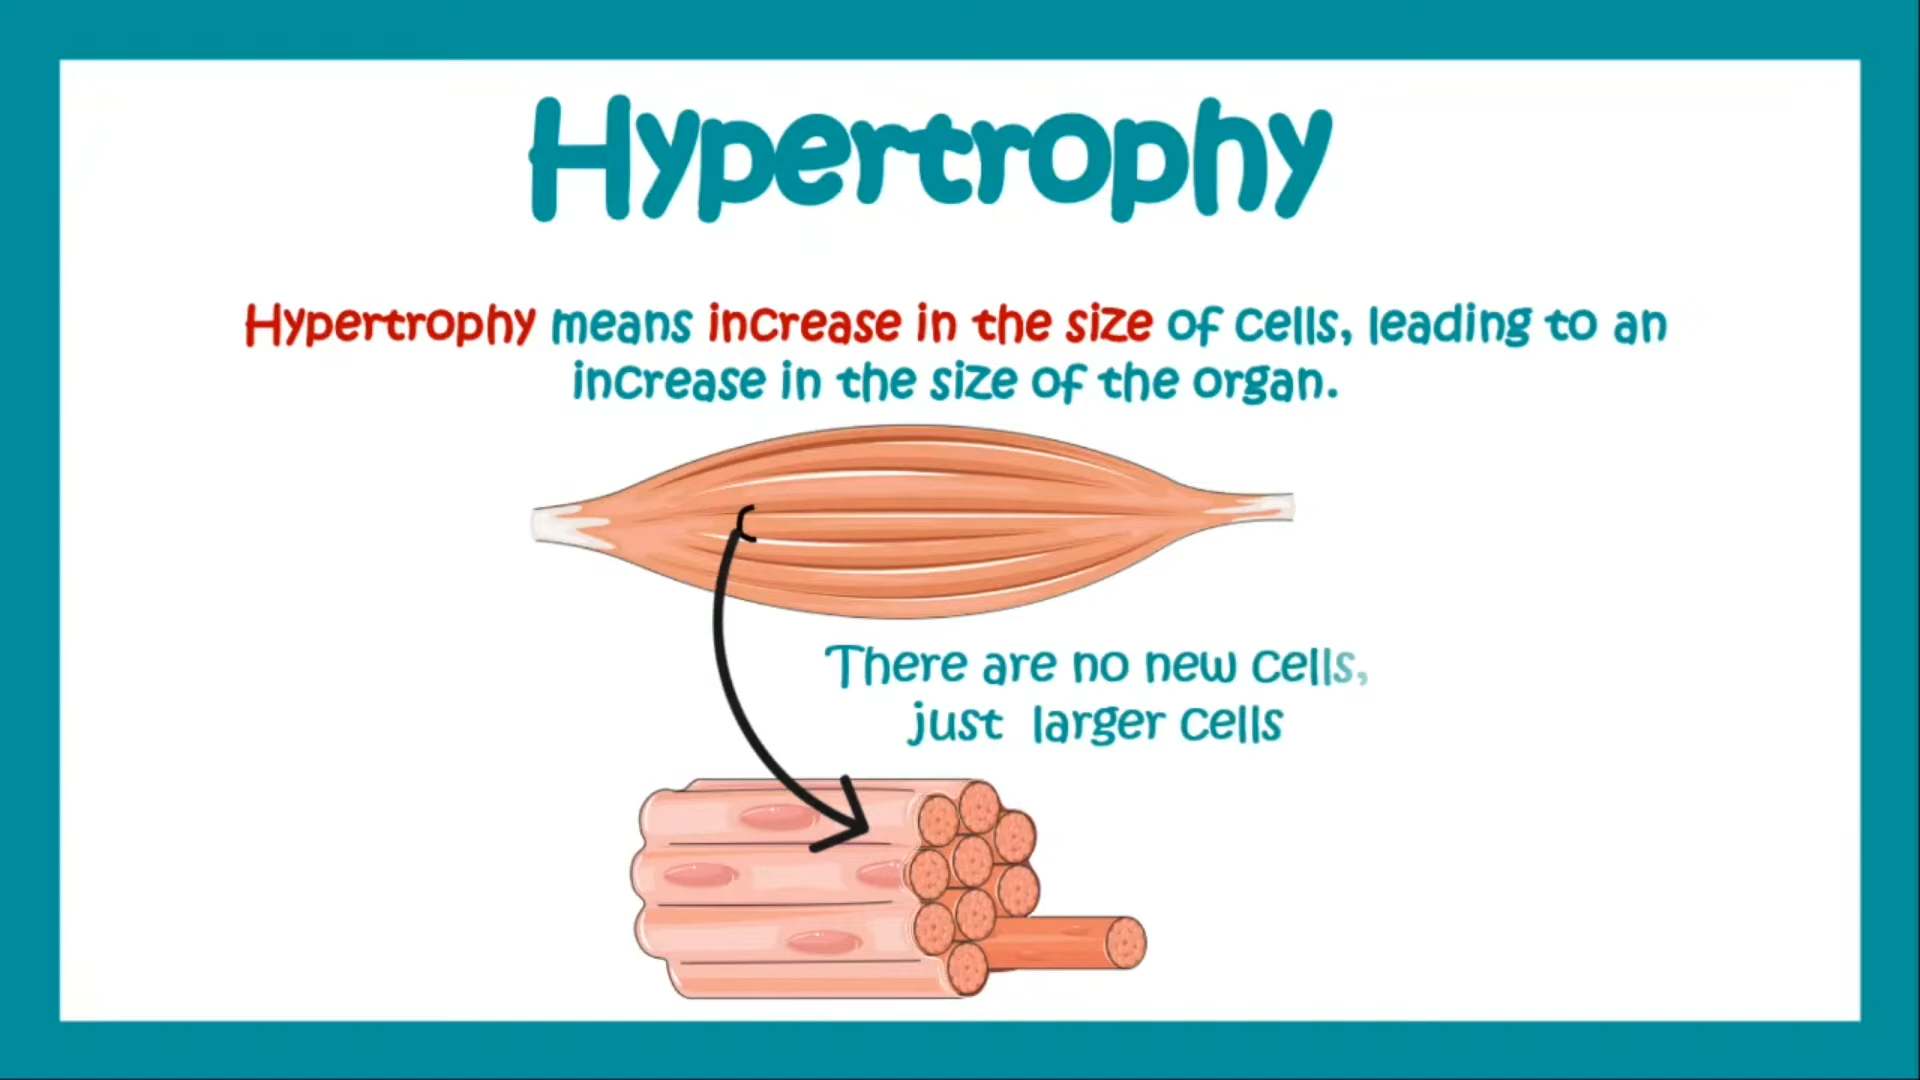 Hypertrophy
Hypertrophy means increase in the size of cells, leading to an
increase in the size of the organ.
There are no new cells,
just larger cells